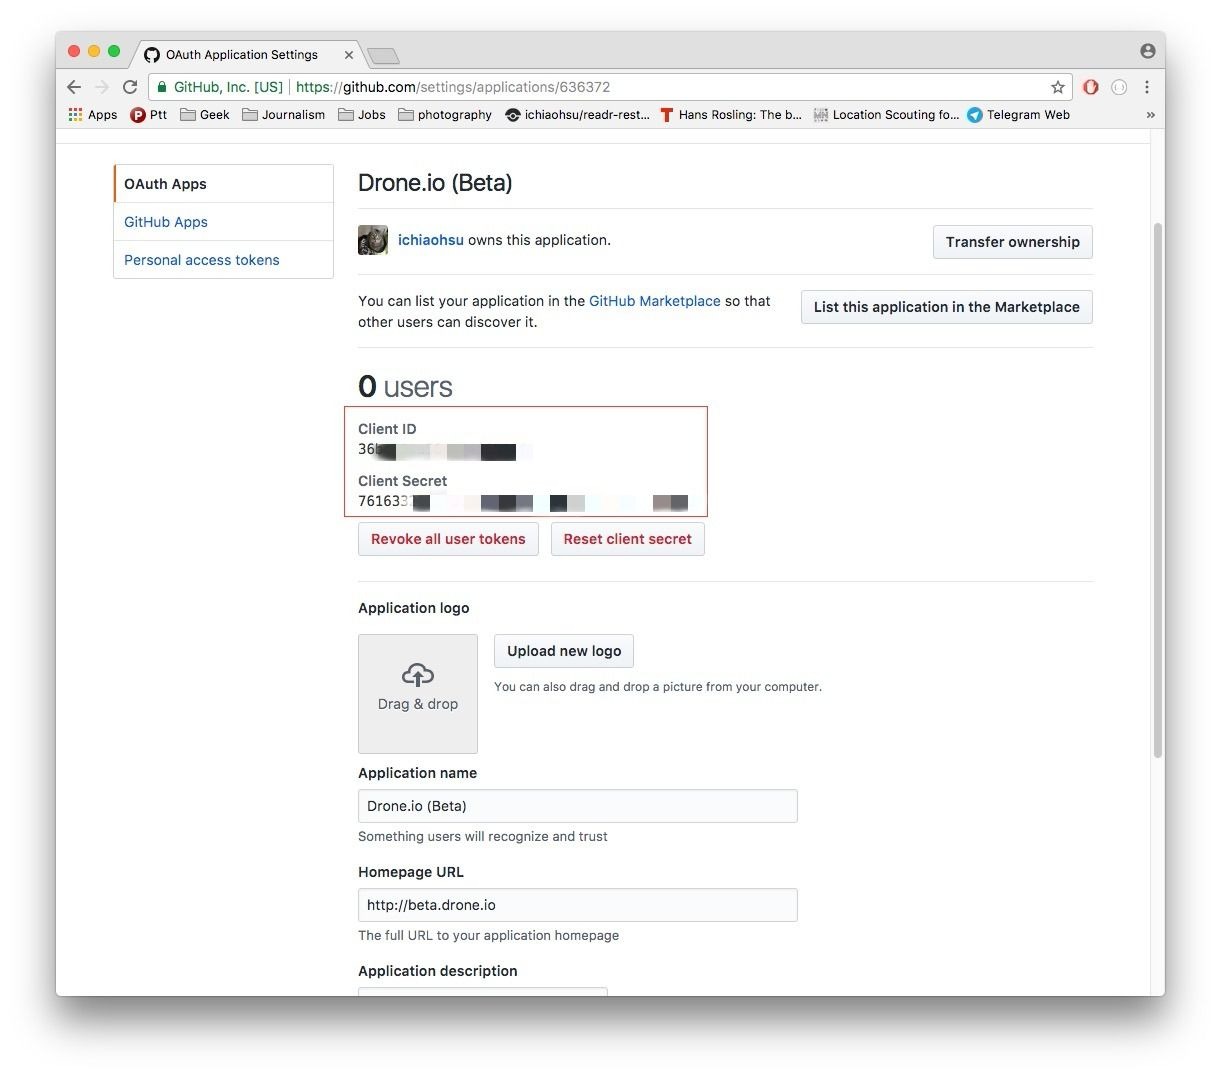 OAuth Application Settings
GitHub, Inc. [US] https://github.com/settings/applications/636372
Apps Ptt Geek Journalism Jobs photography ichiaohsu/readr-rest... Hans Rosling: The b... Location Scouting fo... Telegram Web »
OAuth Apps
GitHub Apps
Personal access tokens
Drone.io (Beta)
ichiaohsu owns this application.
Transfer ownership
You can list your application in the GitHub Marketplace so that
other users can discover it.
List this application in the Marketplace
0 users
Client ID
36
Client Secret
761633
Revoke all user tokens
Reset client secret
Application logo
Drag & drop
Upload new logo
You can also drag and drop a picture from your computer.
Application name
Drone.io (Beta)
Something users will recognize and trust
Homepage URL
http://beta.drone.io
The full URL to your application homepage
Application description